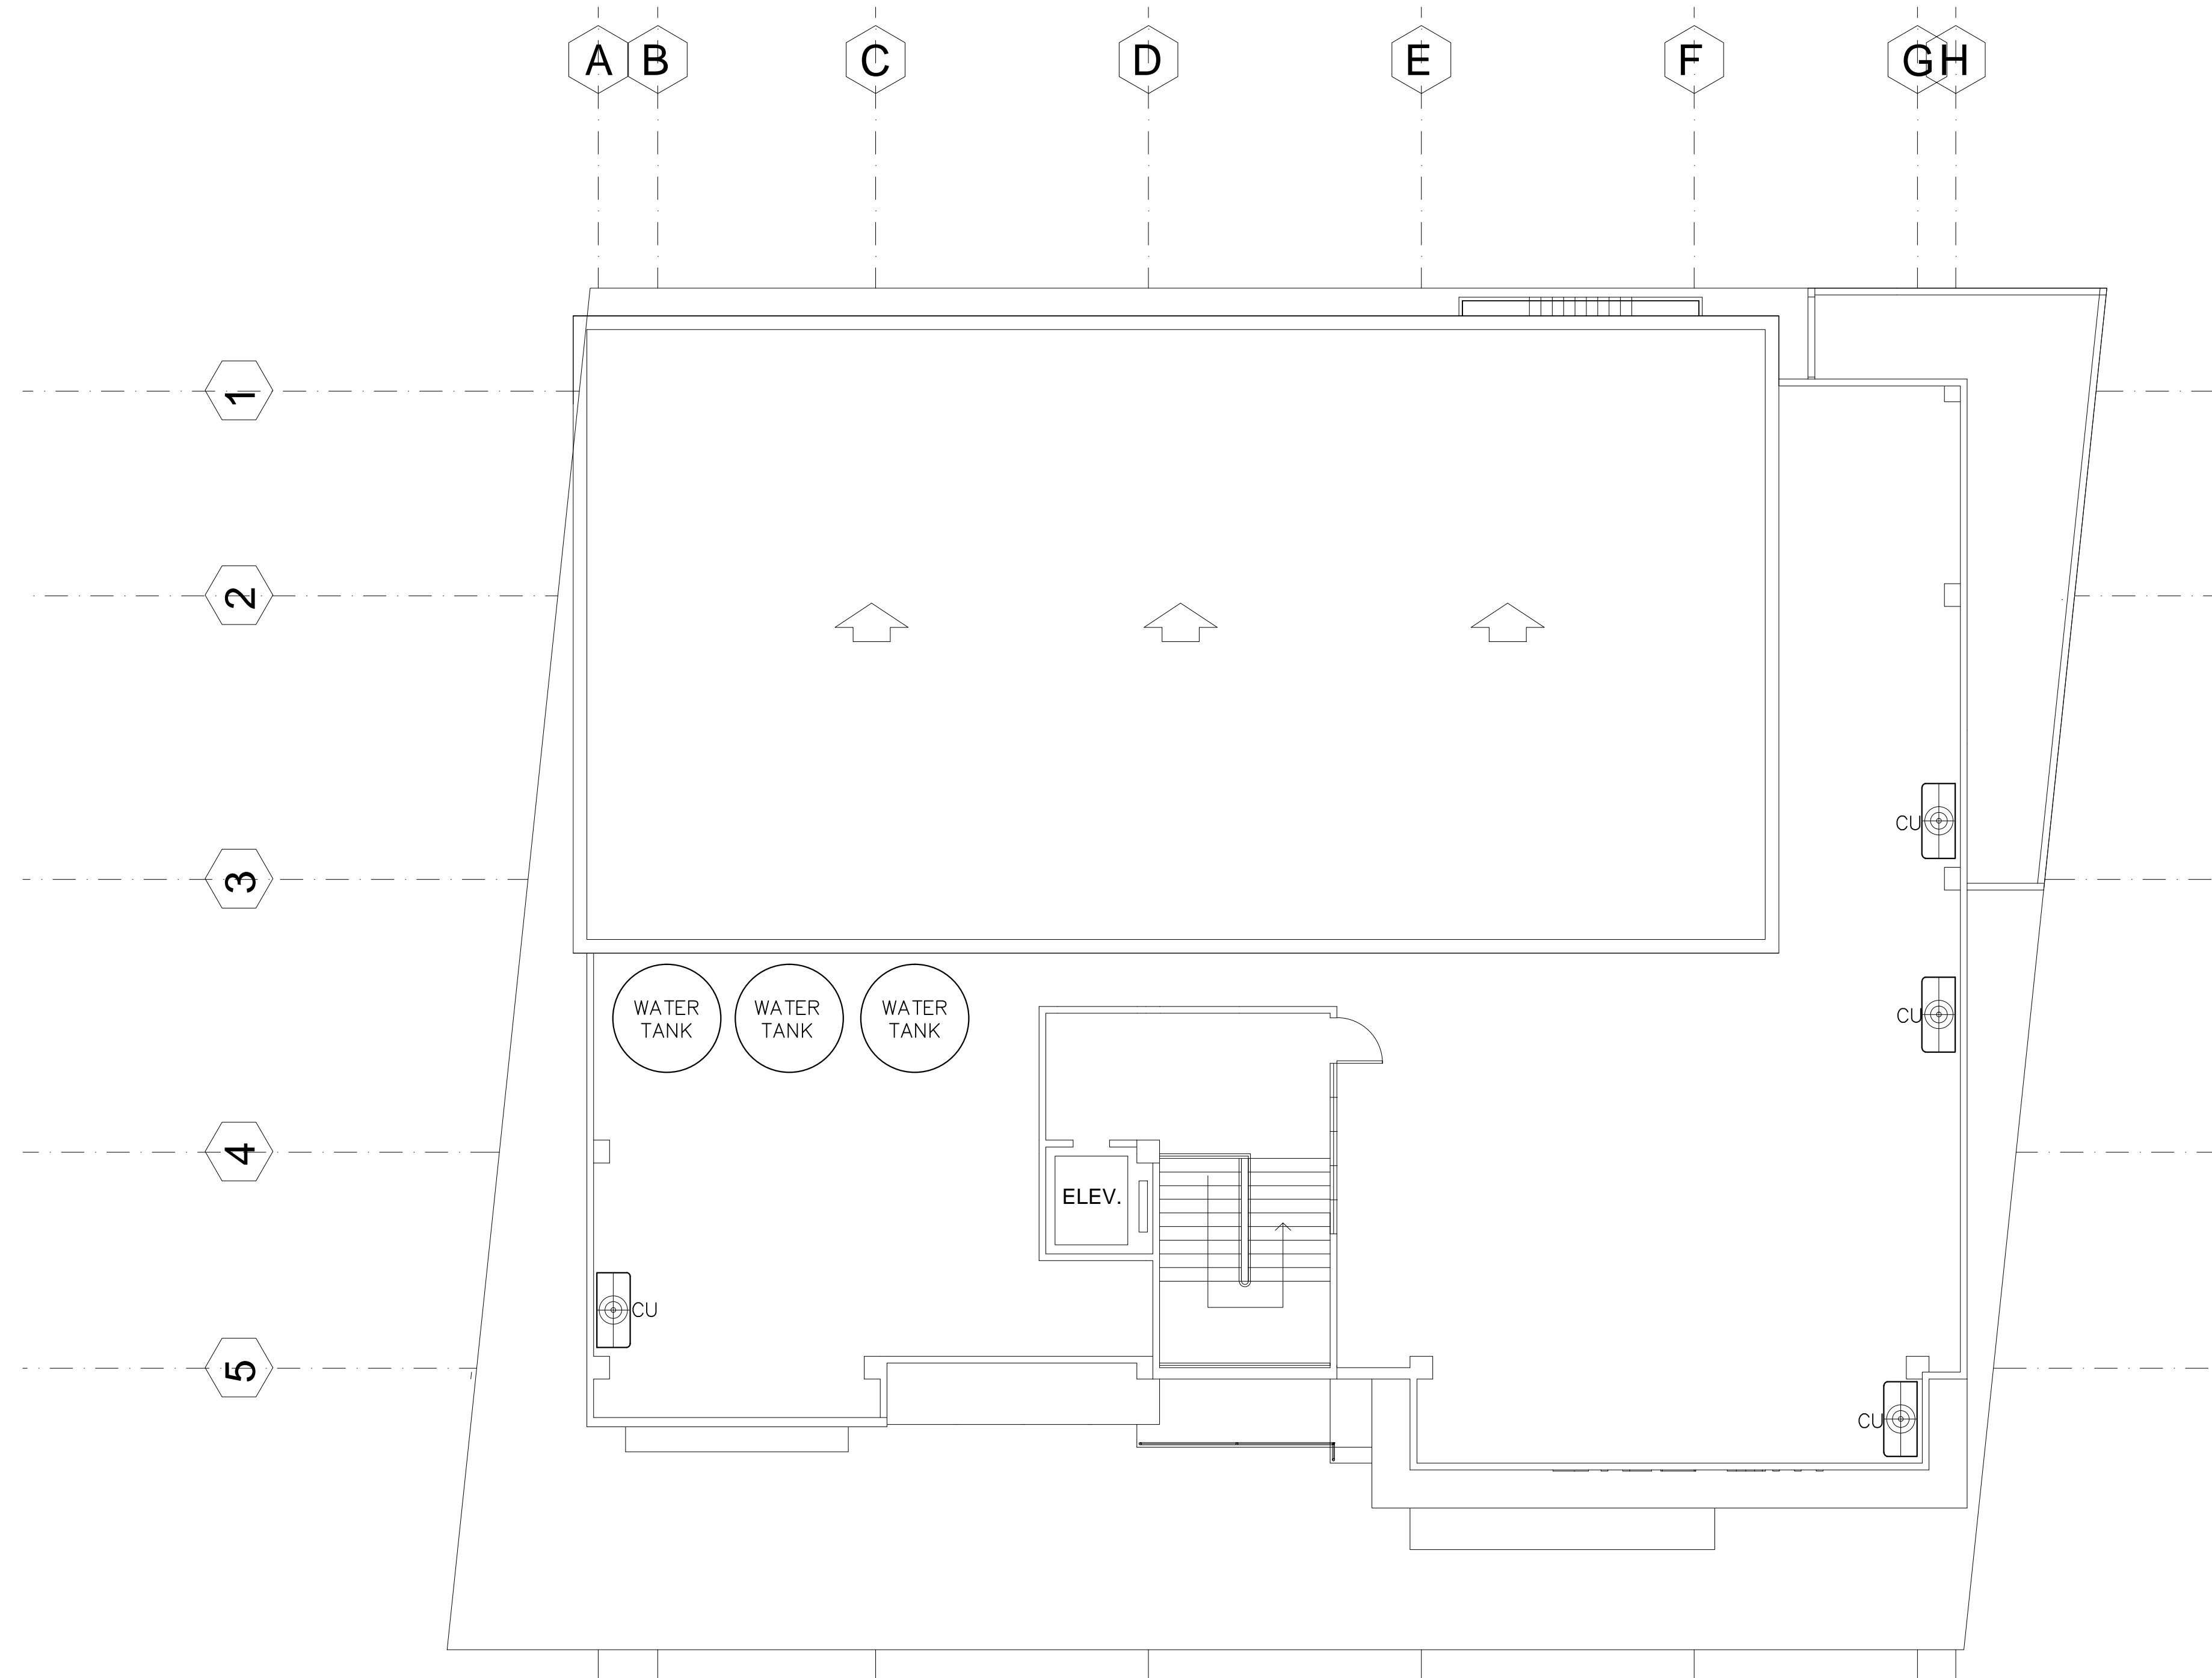 A B C D E F G H
1
2
3
CU
WATER TANK
WATER TANK
WATER TANK
CU
4
ELEV.
CU
5
CU